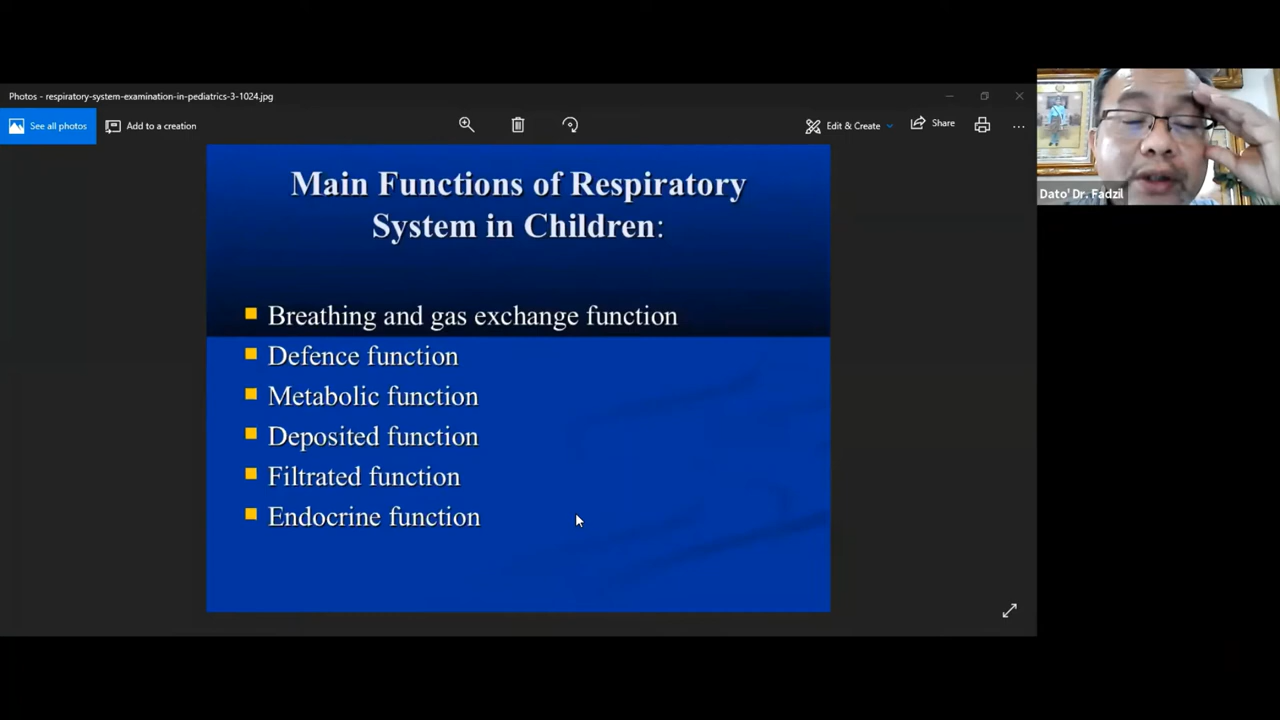 Photos - respiratory-system-examination-in-pediatrics-3-1024.jpg
See all photos
Add to a creation
Edit & Create
Share
Dato' Dr. Fadzil
Main Functions of Respiratory
System in Children:
Breathing and gas exchange function
Defence function
Metabolic function
Deposited function
Filtrated function
Endocrine function